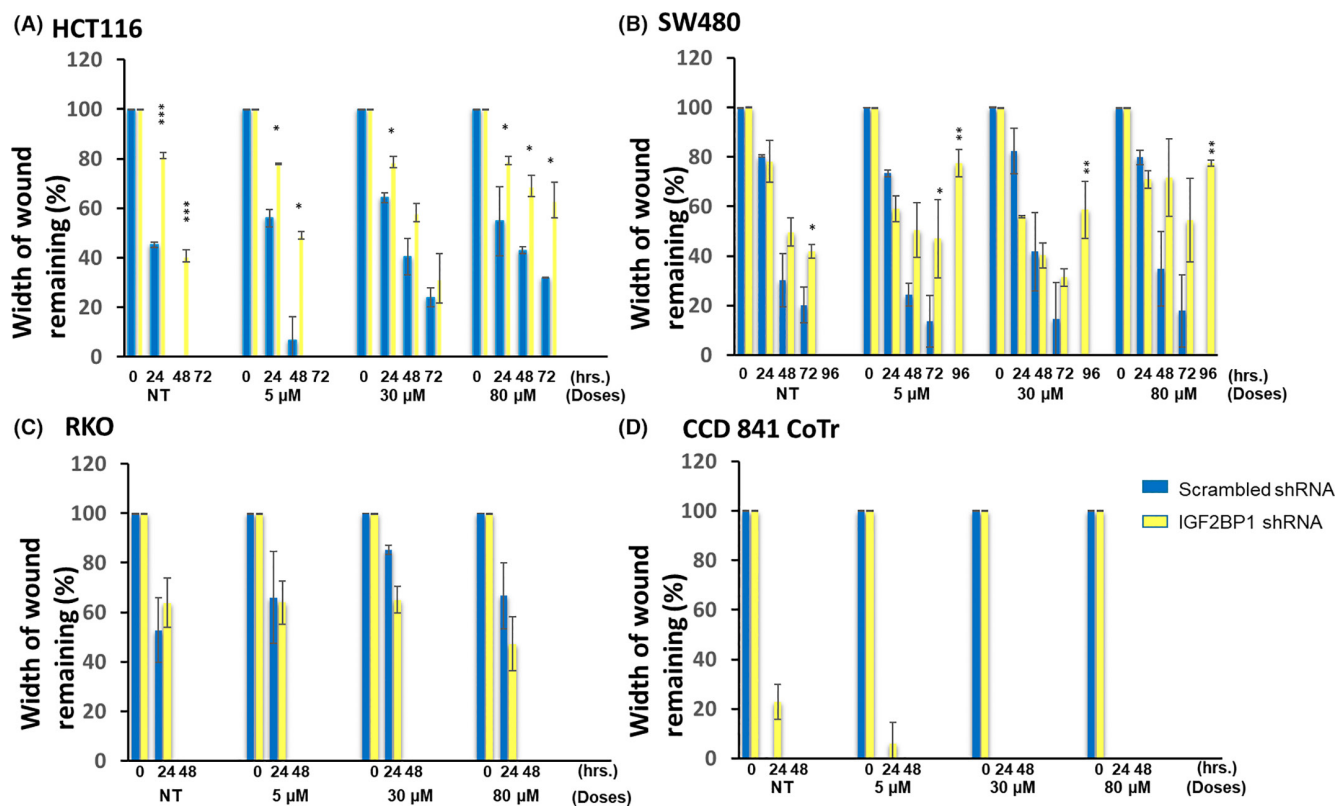 (A) HCT116
Width of wound
remaining (%)
120
100
80
60
40
20
0
*** *** * * * * * *
0 24 48 72 0 24 48 72 0 24 48 72 0 24 48 72 (hrs.)
NT 5 µM 30 µM 80 µM (Doses)
(B) SW480
Width of wound
remaining (%)
120
100
80
60
40
20
0
* * ** ** **
0 24 48 72 96 0 24 48 72 96 0 24 48 72 96 0 24 48 72 96 (hrs.)
NT 5 µM 30 µM 80 µM (Doses)
(C) RKO
Width of wound
remaining (%)
120
100
80
60
40
20
0
0 24 48 0 24 48 0 24 48 0 24 48 (hrs.)
NT 5 µM 30 µM 80 µM (Doses)
(D) CCD 841 CoTr
Width of wound
remaining (%)
120
100
80
60
40
20
0
0 24 48 0 24 48 0 24 48 0 24 48 (hrs.)
NT 5 µM 30 µM 80 µM (Doses)
Scrambled shRNA
IGF2BP1 shRNA